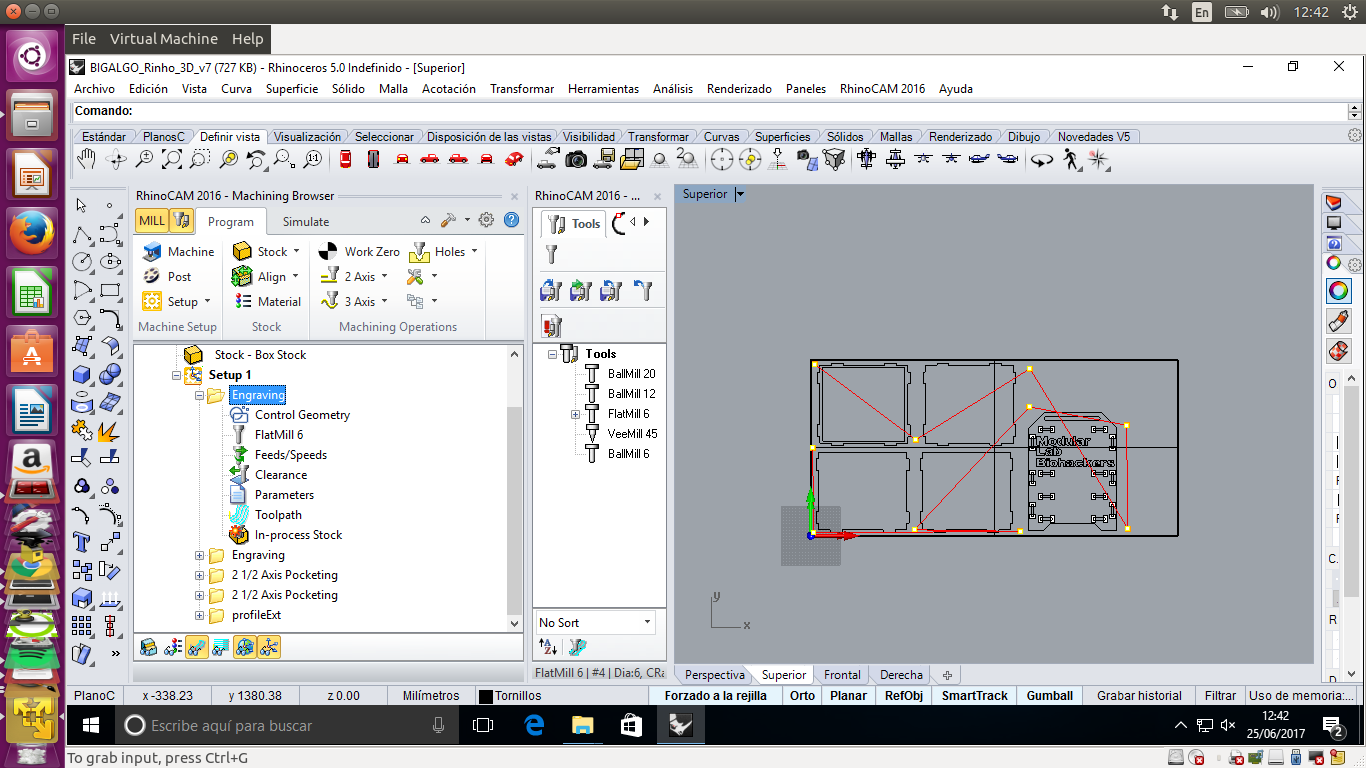 En 12:42
File Virtual Machine Help
BIGALGO_Rinho_3D_v7 (727 KB) - Rhinoceros 5.0 Indefinido - [Superior]
Archivo Edición Vista Curva Superficie Sólido Malla Acotación Transformar Herramientas Análisis Renderizado Paneles RhinoCAM 2016 Ayuda
Comando:
Estándar PlanosC Definir vista Visualización Seleccionar Disposición de las vistas Visibilidad Transformar Curvas Superficies Sólidos Mallas Renderizado Dibujo Novedades V5
RhinoCAM 2016 - Machining Browser
MILL Program Simulate
Machine Stock Work Zero Holes
Post Align 2 Axis
Setup Material 3 Axis
Machine Setup Stock Machining Operations
Stock - Box Stock
Setup 1
Engraving
Control Geometry
FlatMill 6
Feeds/Speeds
Clearance
Parameters
Toolpath
In-process Stock
Engraving
2 1/2 Axis Pocketing
2 1/2 Axis Pocketing
profileExt
RhinoCAM 2016 - ...
Tools
Tools
BallMill 20
BallMill 12
FlatMill 6
VeeMill 45
BallMill 6
No Sort
FlatMill 6 | #4 | Dia:6, CRa
Superior
Modular
Lab
Biohackers
y
x
Perspectiva Superior Frontal Derecha
O
C.
R
PlanoC x -338.23 y 1380.38 z 0.00 Milímetros Tornillos Forzado a la rejilla Orto Planar RefObj SmartTrack Gumball Grabar historial Filtrar Uso de memoria:...
Escribe aquí para buscar
12:42
25/06/2017
2
To grab input, press Ctrl+G